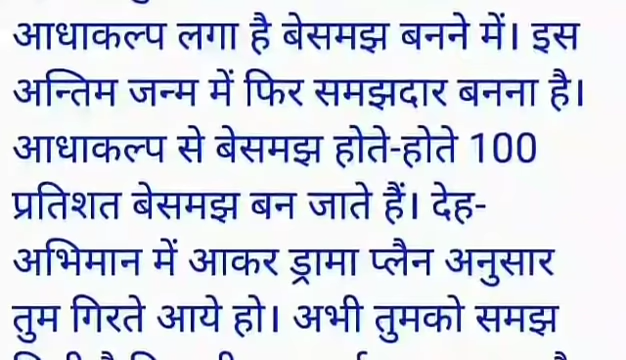 आधाकल्प लगा है बेसमझ बनने में। इस
अन्तिम जन्म में फिर समझदार बनना है।
आधाकल्प से बेसमझ होते-होते 100
प्रतिशत बेसमझ बन जाते हैं। देह-
अभिमान में आकर ड्रामा प्लैन अनुसार
तुम गिरते आये हो। अभी तुमको समझ